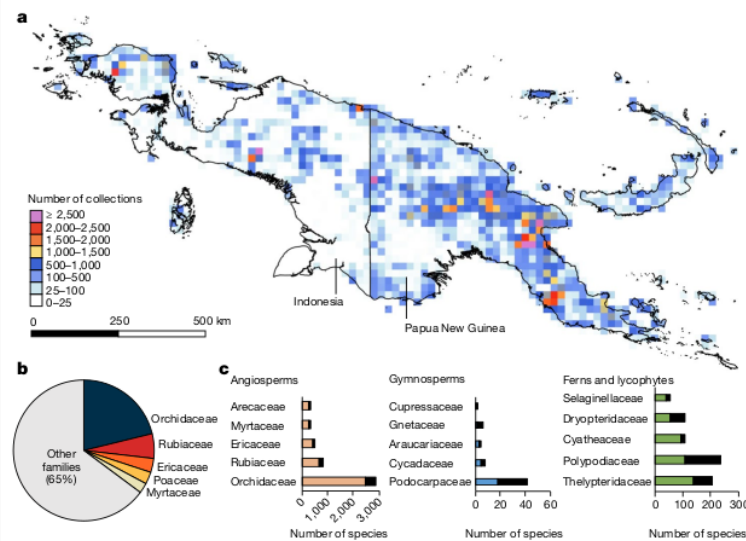 a
Number of collections
≥ 2,500
2,000–2,500
1,500–2,000
1,000–1,500
500–1,000
100–500
25–100
0–25
0 250 500 km
Indonesia
Papua New Guinea
b
Other
families
(65%)
Orchidaceae
Rubiaceae
Ericaceae
Poaceae
Myrtaceae
c
Angiosperms
Arecaceae
Myrtaceae
Ericaceae
Rubiaceae
Orchidaceae
0 1,000 2,000 3,000
Number of species
Gymnosperms
Cupressaceae
Gnetaceae
Araucariaceae
Cycadaceae
Podocarpaceae
0 20 40 60
Number of species
Ferns and lycophytes
Selaginellaceae
Dryopteridaceae
Cyatheaceae
Polypodiaceae
Thelypteridaceae
0 100 200 300
Number of species